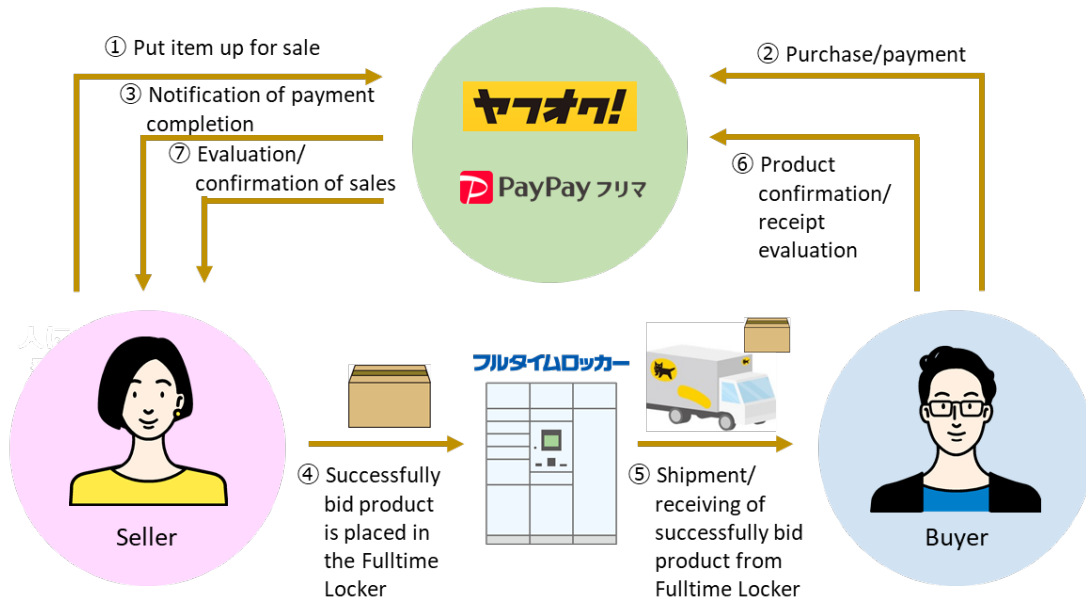 ① Put item up for sale
③ Notification of payment
completion
⑦ Evaluation/
confirmation of sales
ヤフオク!
PayPay フリマ
② Purchase/payment
⑥ Product
confirmation/
receipt
evaluation
Seller
④ Successfully
bid product
is placed in
the Fulltime
Locker
フルタイムロッカー
⑤ Shipment/
receiving of
successfully bid
product from
Fulltime Locker
Buyer